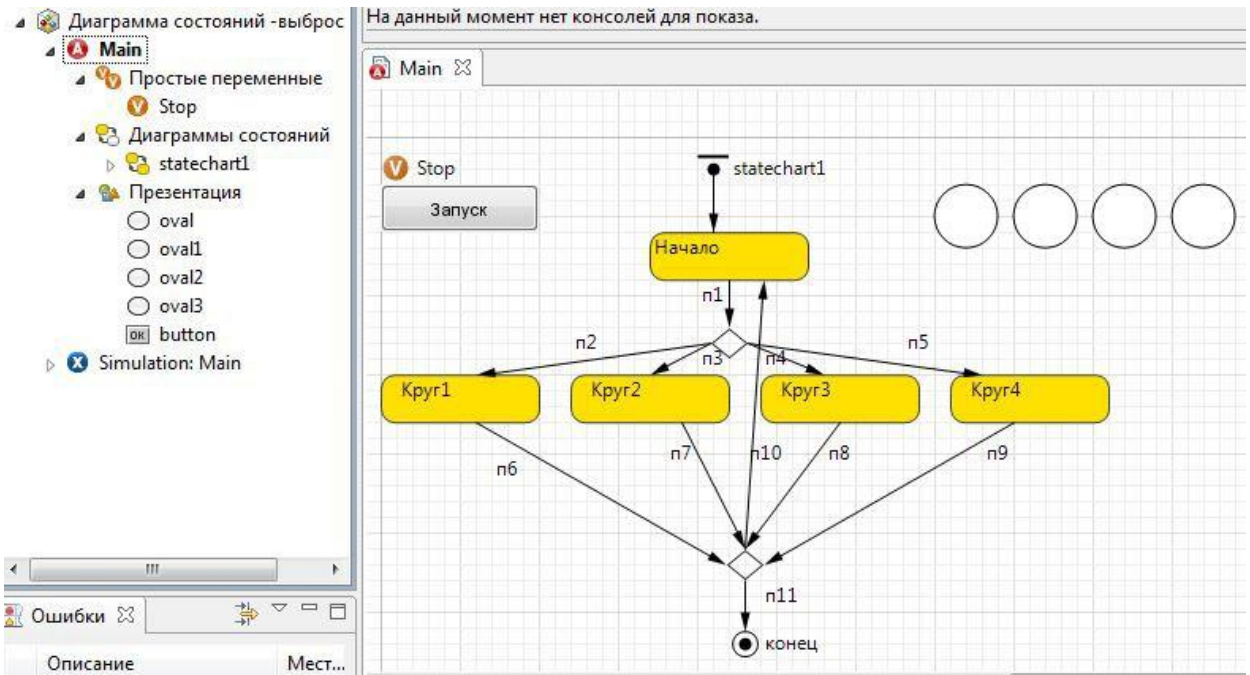 Диаграмма состояний -выброс
Main
Простые переменные
V
V
Stop
Диаграммы состояний
statechart1
Презентация
oval
oval1
oval2
oval3
OK button
Simulation: Main
Ошибки
Описание Мест...
На данный момент нет консолей для показа.
Main
V Stop
statechart1
Запуск
Начало
п1
п2 п3 п4 п5
Круг1 Круг2 Круг3 Круг4
п6 п7 п10 п8 п9
п11
конец